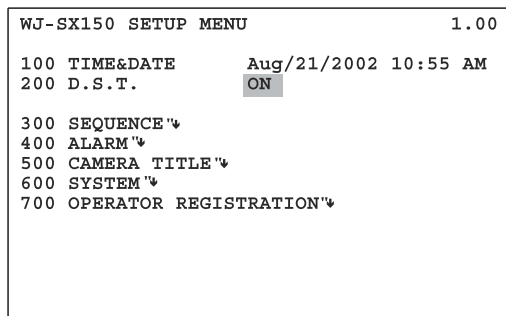 WJ-SX150 SETUP MENU 1.00
100 TIME&DATE Aug/21/2002 10:55 AM
200 D.S.T. ON
300 SEQUENCE
400 ALARM
500 CAMERA TITLE
600 SYSTEM
700 OPERATOR REGISTRATION